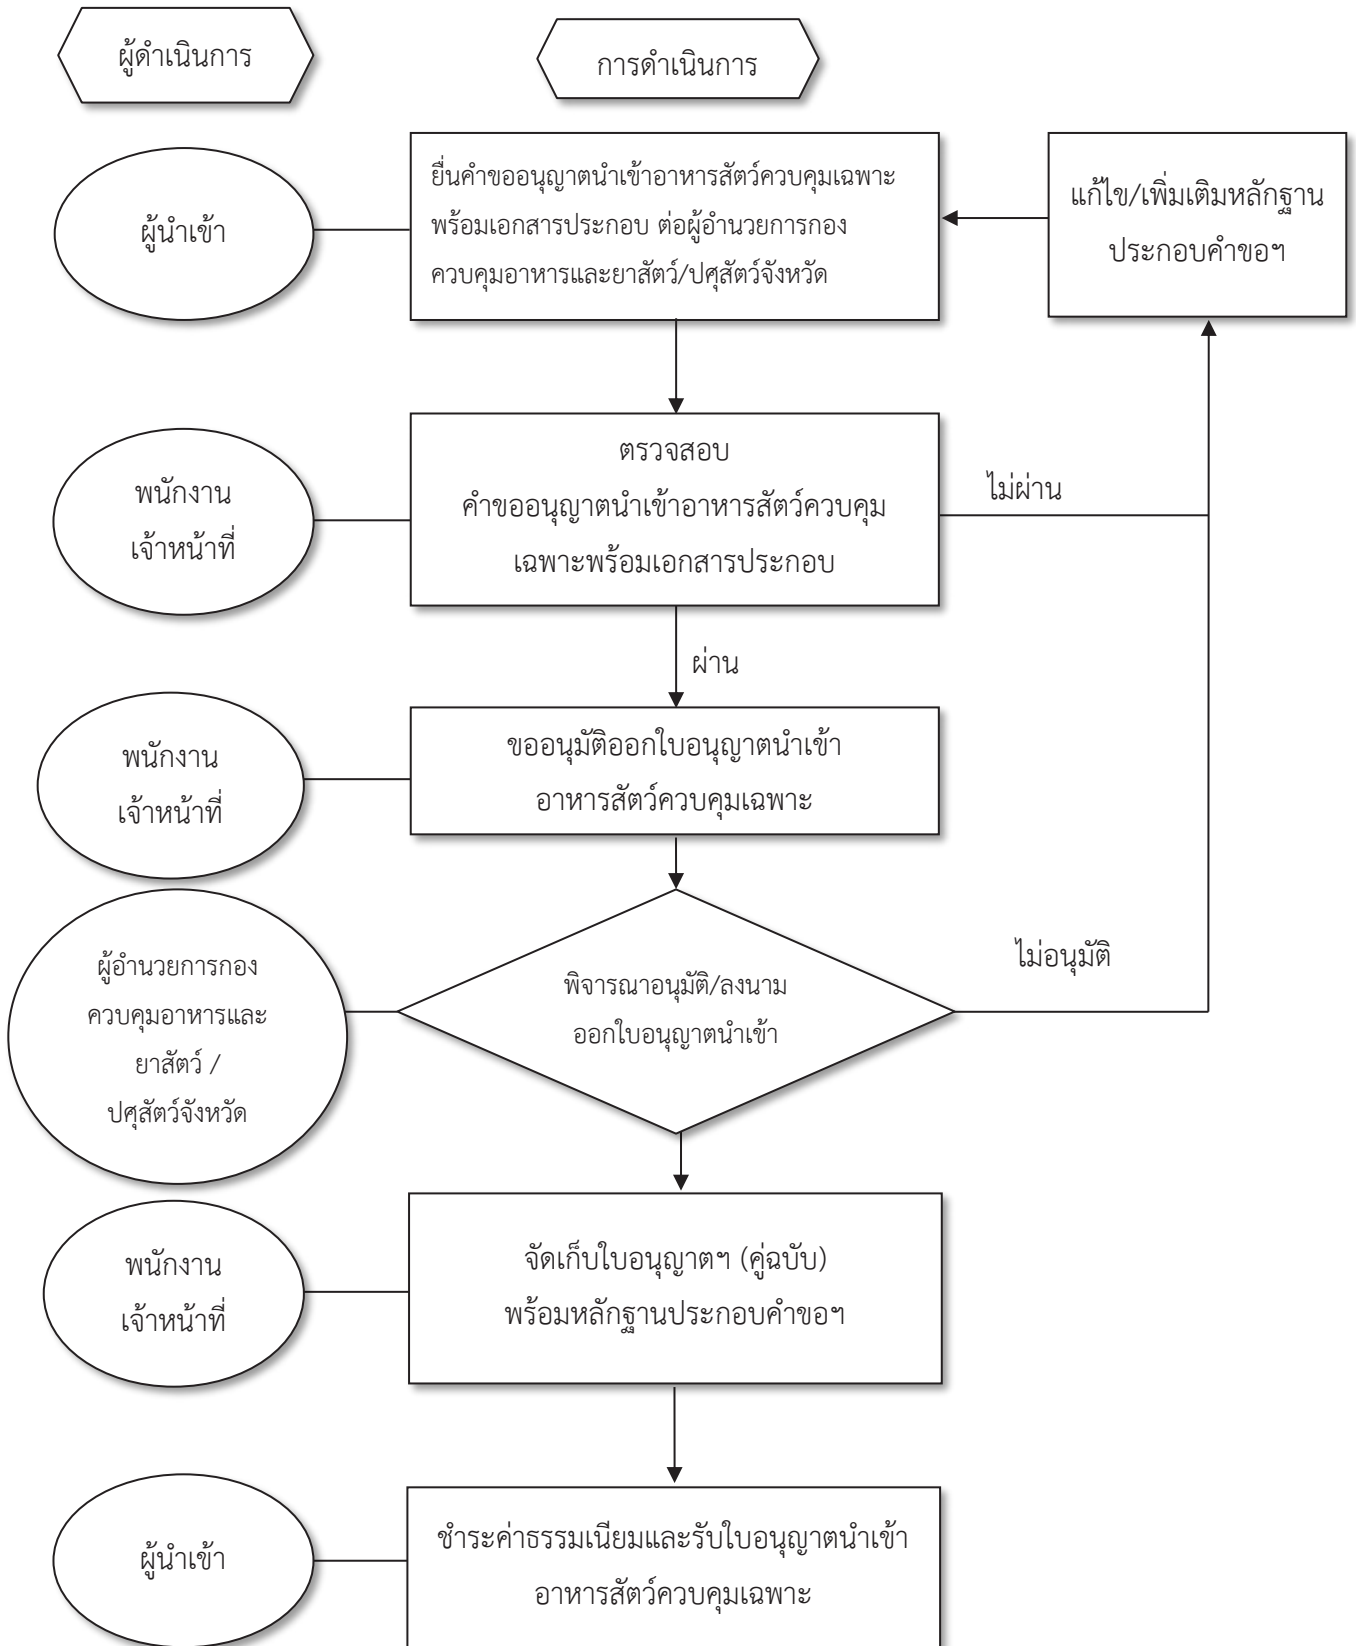 ผู้ดำเนินการ
การดำเนินการ
ผู้นำเข้า
ยื่นคำขออนุญาตนำเข้าอาหารสัตว์ควบคุมเฉพาะ
พร้อมเอกสารประกอบ ต่อผู้อำนวยการกอง
ควบคุมอาหารและยาสัตว์/ปศุสัตว์จังหวัด
แก้ไข/เพิ่มเติมหลักฐาน
ประกอบคำขอฯ
พนักงาน
เจ้าหน้าที่
ตรวจสอบ
คำขออนุญาตนำเข้าอาหารสัตว์ควบคุม
เฉพาะพร้อมเอกสารประกอบ
ไม่ผ่าน
ผ่าน
พนักงาน
เจ้าหน้าที่
ขออนุมัติออกใบอนุญาตนำเข้า
อาหารสัตว์ควบคุมเฉพาะ
ผู้อำนวยการกอง
ควบคุมอาหารและ
ยาสัตว์ /
ปศุสัตว์จังหวัด
พิจารณาอนุมัติ/ลงนาม
ออกใบอนุญาตนำเข้า
ไม่อนุมัติ
พนักงาน
เจ้าหน้าที่
จัดเก็บใบอนุญาตฯ (คู่ฉบับ)
พร้อมหลักฐานประกอบคำขอฯ
ผู้นำเข้า
ชำระค่าธรรมเนียมและรับใบอนุญาตนำเข้า
อาหารสัตว์ควบคุมเฉพาะ